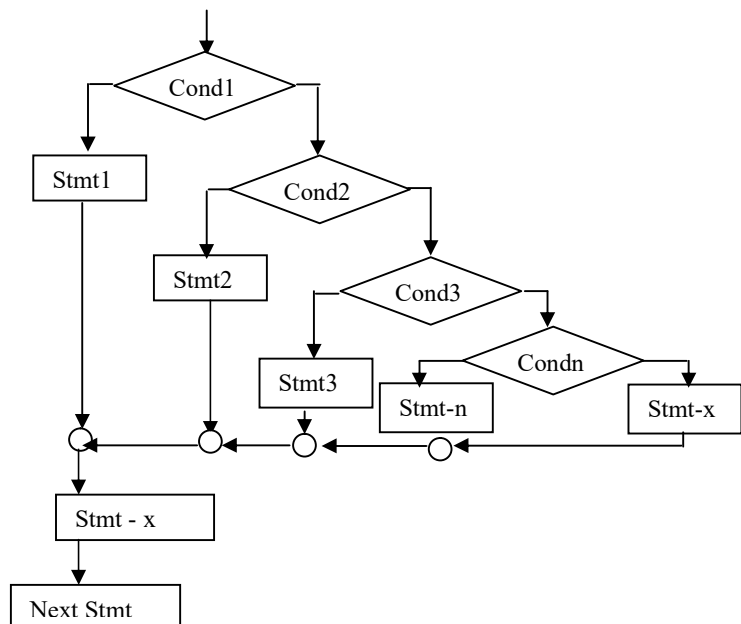 Cond1
Stmt1
Cond2
Stmt2
Cond3
Stmt3
Condn
Stmt-n
Stmt-x
Stmt - x
Next Stmt